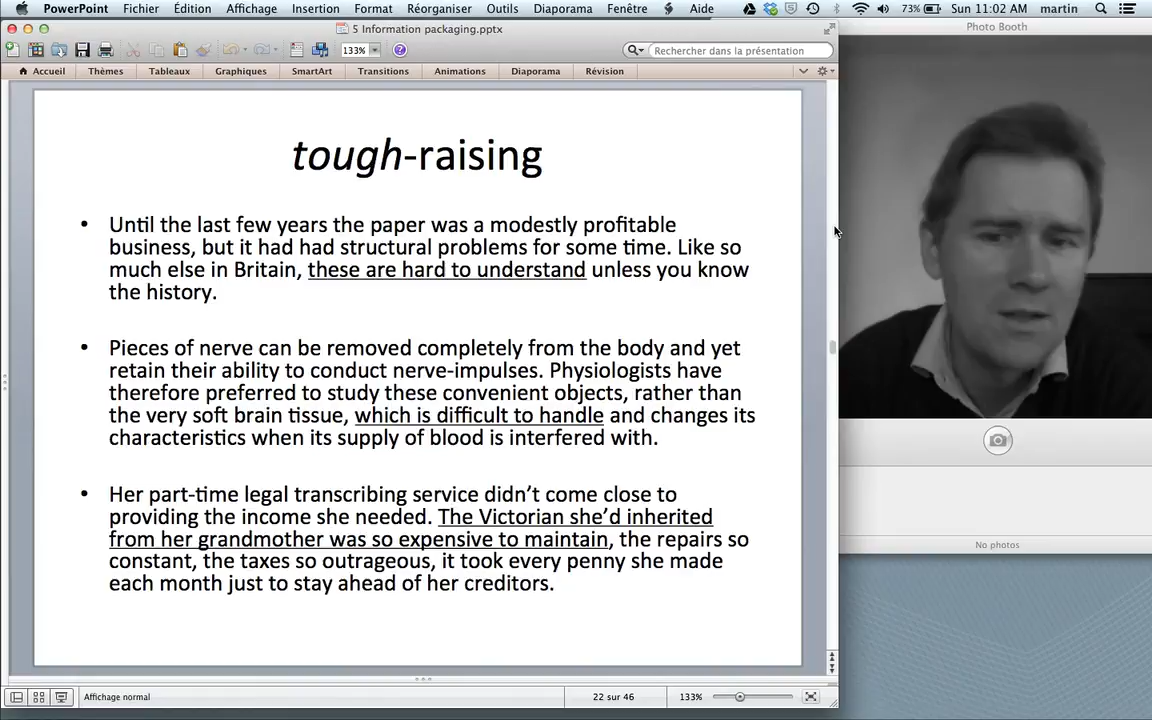 PowerPoint Fichier Édition Affichage Insertion Format Réorganiser Outils Diaporama Fenêtre Aide 73% Sun 11:02 AM martin
5 Information packaging.pptx
Photo Booth
133% Rechercher dans la présentation
Accueil Thèmes Tableaux Graphiques SmartArt Transitions Animations Diaporama Révision
tough-raising
• Until the last few years the paper was a modestly profitable
business, but it had had structural problems for some time. Like so
much else in Britain, these are hard to understand unless you know
the history.
• Pieces of nerve can be removed completely from the body and yet
retain their ability to conduct nerve-impulses. Physiologists have
therefore preferred to study these convenient objects, rather than
the very soft brain tissue, which is difficult to handle and changes its
characteristics when its supply of blood is interfered with.
• Her part-time legal transcribing service didn't come close to
providing the income she needed. The Victorian she'd inherited
from her grandmother was so expensive to maintain, the repairs so
constant, the taxes so outrageous, it took every penny she made
each month just to stay ahead of her creditors.
No photos
Affichage normal 22 sur 46 133%